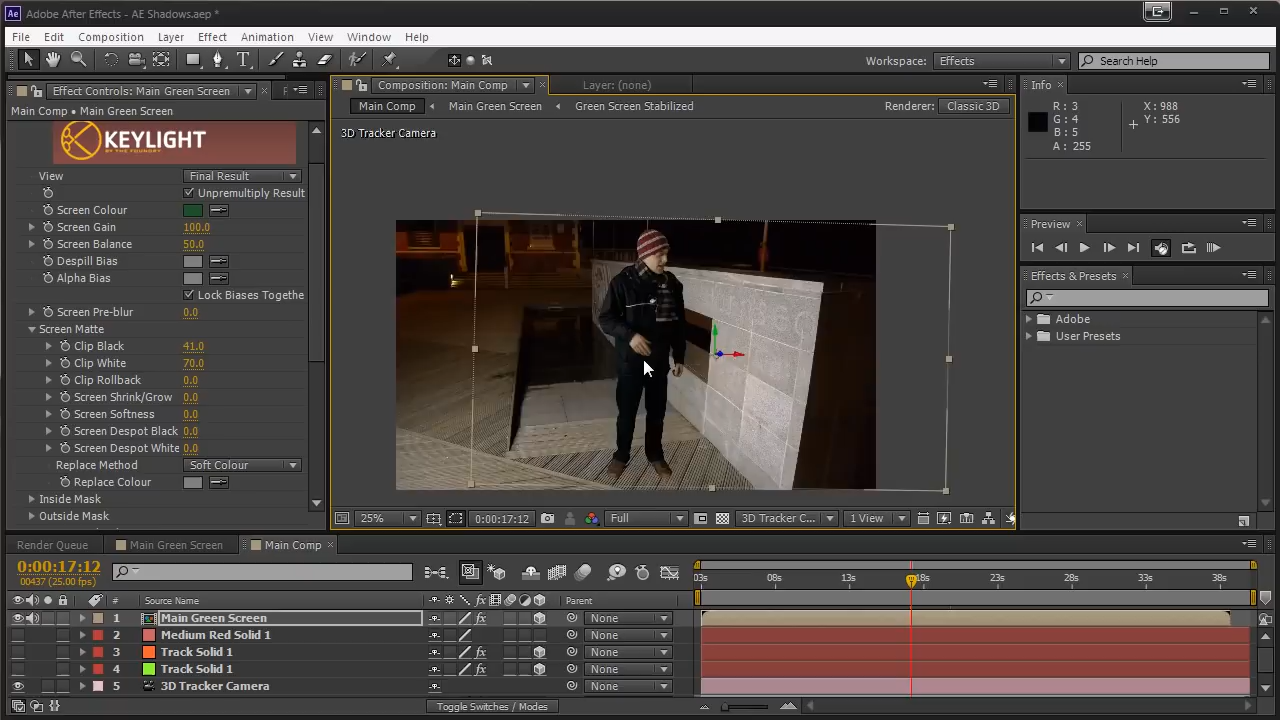 Adobe After Effects - AE Shadows.aep *
File Edit Composition Layer Effect Animation View Window Help
Workspace: Effects Search Help
Effect Controls: Main Green Screen
Composition: Main Comp Layer: (none)
Info
Main Comp • Main Green Screen
Main Comp Main Green Screen Green Screen Stabilized Renderer: Classic 3D
R: 3 X: 988
G: 4 Y: 556
B: 5
A: 255
KEYLIGHT
BY THE FOUNDRY
3D Tracker Camera
View Final Result
Unpremultiply Result
Screen Colour
Screen Gain 100.0
Screen Balance 50.0
Despill Bias
Alpha Bias
Lock Biases Togethe
Screen Pre-blur 0.0
Screen Matte
Clip Black 41.0
Clip White 70.0
Clip Rollback 0.0
Screen Shrink/Grow 0.0
Screen Softness 0.0
Screen Despot Black 0.0
Screen Despot White 0.0
Replace Method Soft Colour
Replace Colour
Inside Mask
Outside Mask
Preview
Effects & Presets
Adobe
User Presets
25% 0:00:17:12 Full 3D Tracker C... 1 View
Render Queue Main Green Screen Main Comp
0:00:17:12
00437 (25.00 fps)
03s 08s 13s 18s 23s 28s 33s 38s
# Source Name fx Parent
1 Main Green Screen fx None
2 Medium Red Solid 1 None
3 Track Solid 1 fx None
4 Track Solid 1 fx None
5 3D Tracker Camera None
Toggle Switches / Modes